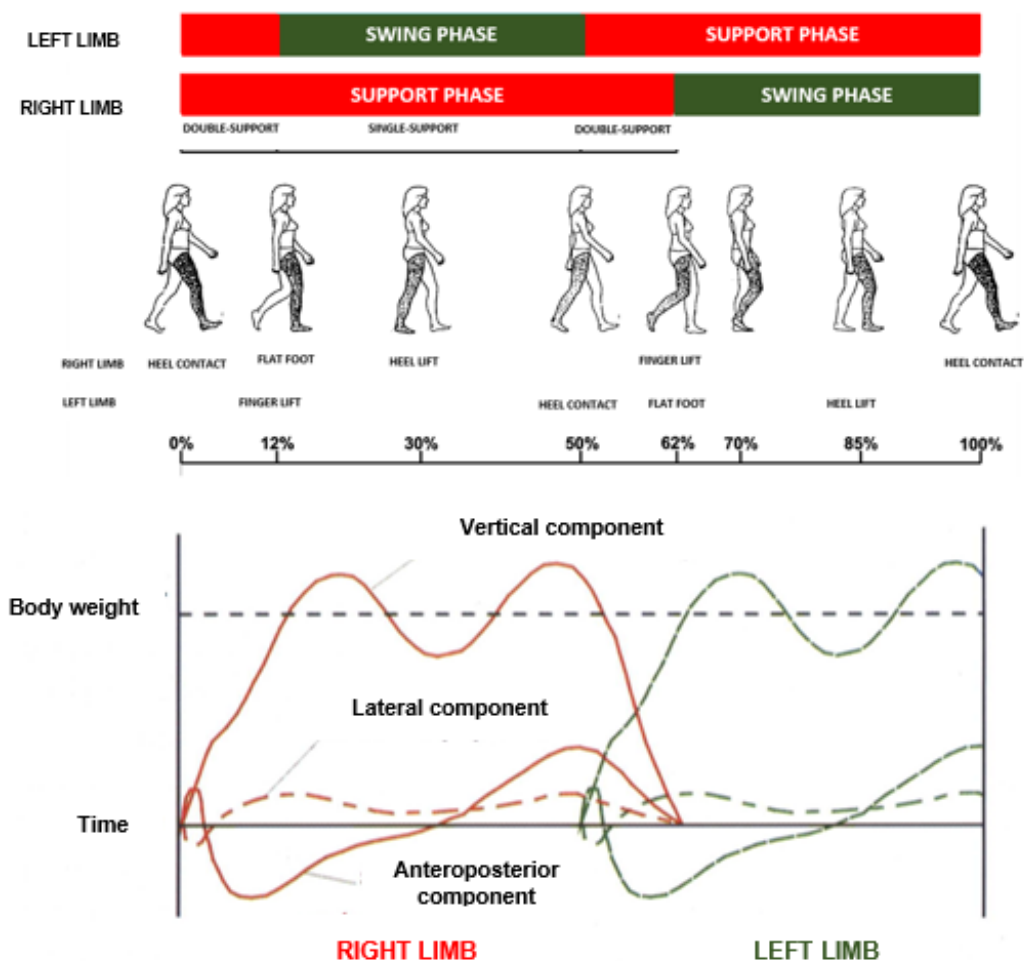 LEFT LIMB
SWING PHASE
SUPPORT PHASE
RIGHT LIMB
SUPPORT PHASE
SWING PHASE
DOUBLE-SUPPORT
SINGLE-SUPPORT
DOUBLE-SUPPORT
RIGHT LIMB
HEEL CONTACT
FLAT FOOT
HEEL LIFT
FINGER LIFT
HEEL CONTACT
LEFT LIMB
FINGER LIFT
HEEL CONTACT
FLAT FOOT
HEEL LIFT
0%
12%
30%
50%
62%
70%
85%
100%
Vertical component
Body weight
Lateral component
Time
Anteroposterior
component
RIGHT LIMB
LEFT LIMB